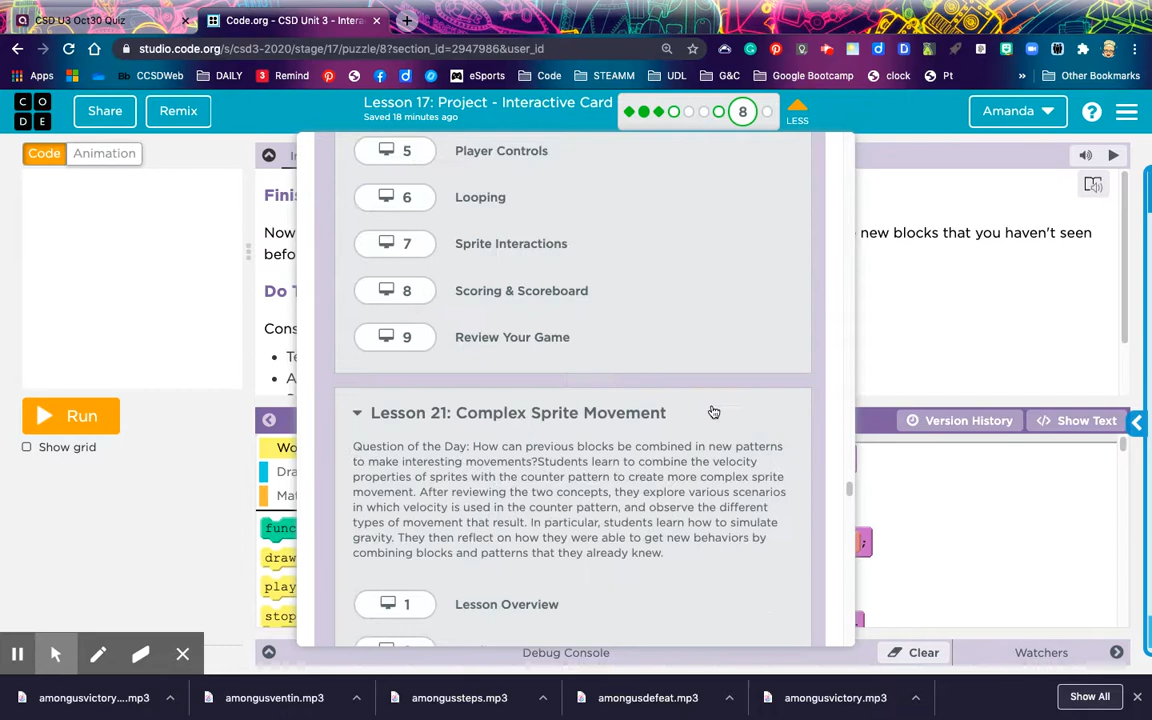 CSD U3 Oct30 Quiz
Code.org - CSD Unit 3 - Intera
studio.code.org/s/csd3-2020/stage/17/puzzle/8?section_id=2947986&user_id
Apps
CCSDWeb
DAILY
Remind
eSports
Code
STEAMM
UDL
G&C
Google Bootcamp
clock
Pt
Other Bookmarks
CO
DE
Share
Remix
Lesson 17: Project - Interactive Card
Saved 18 minutes ago
8
LESS
Amanda
Code
Animation
5 Player Controls
6 Looping
7 Sprite Interactions
8 Scoring & Scoreboard
9 Review Your Game
Lesson 21: Complex Sprite Movement
Question of the Day: How can previous blocks be combined in new patterns
to make interesting movements?Students learn to combine the velocity
properties of sprites with the counter pattern to create more complex sprite
movement. After reviewing the two concepts, they explore various scenarios
in which velocity is used in the counter pattern, and observe the different
types of movement that result. In particular, students learn how to simulate
gravity. They then reflect on how they were able to get new behaviors by
combining blocks and patterns that they already knew.
1 Lesson Overview
Finis
Now
new blocks that you haven't seen
befo
Do T
Cons
Te
A
Run
Show grid
Version History
Show Text
Wo
Dra
Mat
func
draw
play
stop
;
Debug Console
Clear
Watchers
amongusvictory....mp3
amongusventin.mp3
amongussteps.mp3
amongusdefeat.mp3
amongusvictory.mp3
Show All